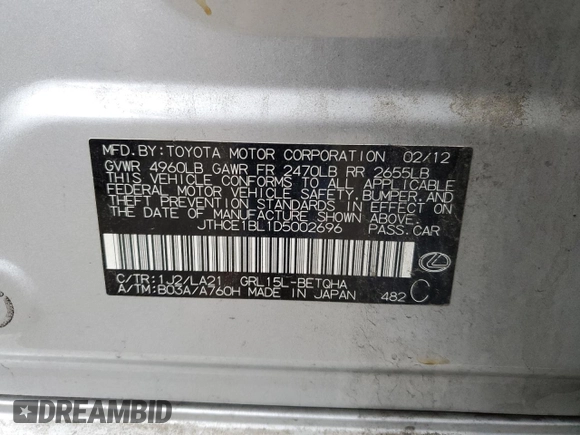 MFD.BY:TOYOTA MOTOR CORPORATION 02/12
GVWR 4960LB GAWR FR 2470LB RR 2655LB
THIS VEHICLE CONFORMS TO ALL APPLICABLE
FEDERAL MOTOR VEHICLE SAFETY, BUMPER, AND
THEFT PREVENTION STANDARDS IN EFFECT ON
THE DATE OF MANUFACTURE SHOWN ABOVE.
JTHCE1BL1D5002696 PASS.CAR
C/TR:1J2/LA21 GRL15L-BETQHA
A/TM:B03A/A760H MADE IN JAPAN 482 C
DREAMBID